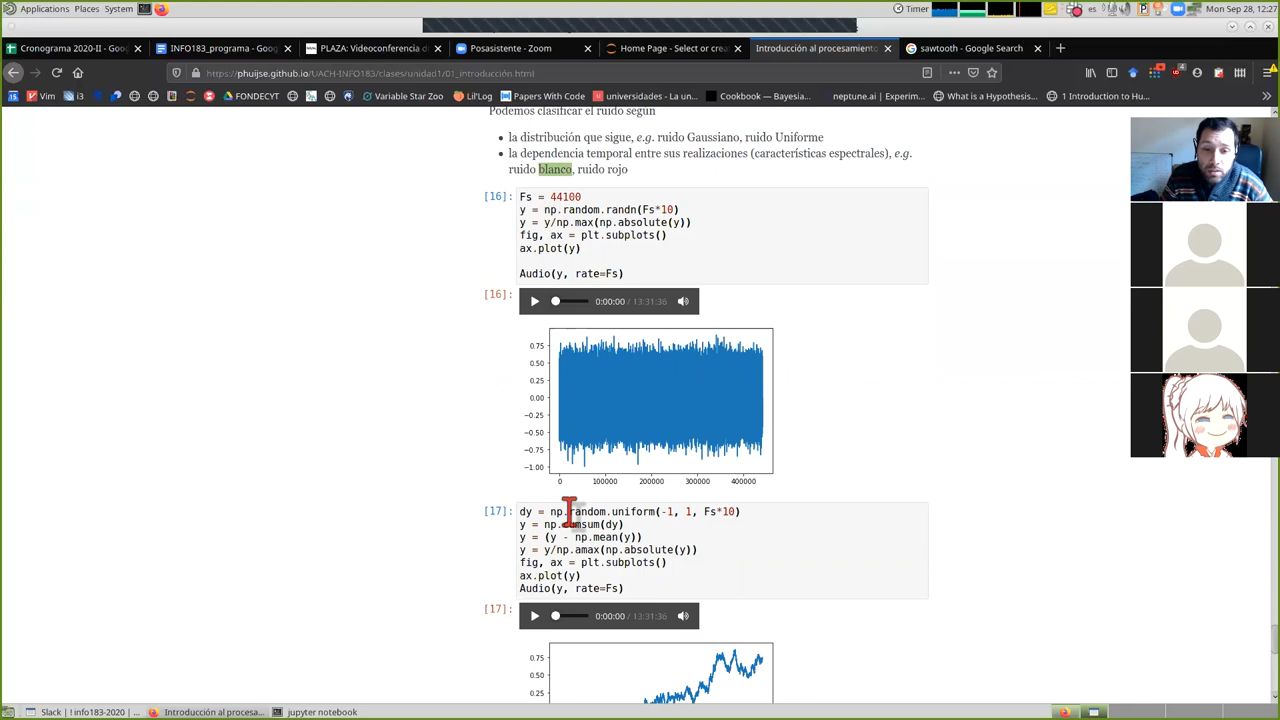 Applications Places System
Timer
es
Mon Sep 28, 12:27
Cronograma 2020-II - Goo
INFO183_programa - Goog
PLAZA: Videoconferencia d
Posasistente - Zoom
Home Page - Select or crea
Introducción al procesamiento
sawtooth - Google Search
https://phuijse.github.io/UACH-INFO183/clases/unidad1/01_introducción.html
Vim
i3
FONDECYT
Variable Star Zoo
Lil'Log
Papers With Code
universidades - La un...
Cookbook — Bayesia...
neptune.ai | Experim...
What is a Hypothesis...
1 Introduction to Hu...
Podemos clasificar el ruido según
la distribución que sigue, e.g. ruido Gaussiano, ruido Uniforme
la dependencia temporal entre sus realizaciones (características espectrales), e.g.
ruido blanco, ruido rojo
[16]: Fs = 44100
y = np.random.randn(Fs*10)
y = y/np.max(np.absolute(y))
fig, ax = plt.subplots()
ax.plot(y)
Audio(y, rate=Fs)
[16]:
0:00:00 / 13:31:36
0.75
0.50
0.25
0.00
−0.25
−0.50
−0.75
−1.00
0 100000 200000 300000 400000
[17]: dy = np.random.uniform(-1, 1, Fs*10)
y = np.cumsum(dy)
y = (y - np.mean(y))
y = y/np.amax(np.absolute(y))
fig, ax = plt.subplots()
ax.plot(y)
Audio(y, rate=Fs)
[17]:
0:00:00 / 13:31:36
0.75
0.50
0.25
Slack | ! info183-2020 ...
Introducción al procesa...
jupyter notebook